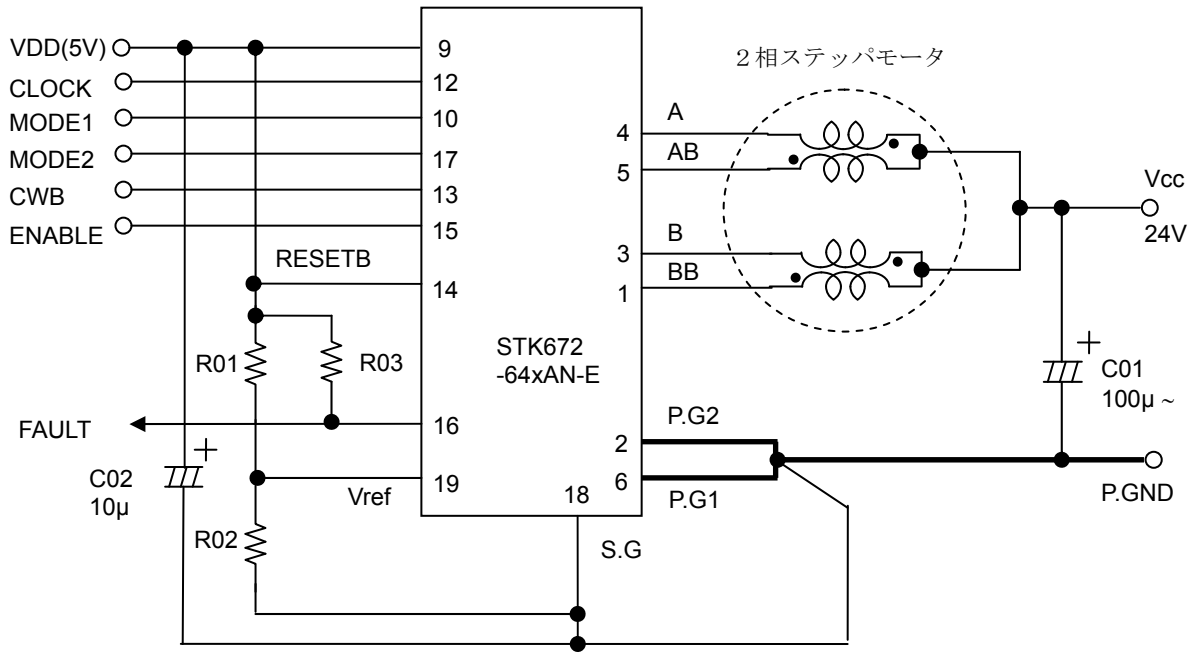 VDD(5V)
CLOCK
MODE1
MODE2
CWB
ENABLE
9
12
10
17
13
15
RESETB
14
R01
R03
FAULT
16
C02
10μ
+
Vref
19
R02
18
S.G
STK672
-64xAN-E
２相ステッパモータ
4
A
5
AB
3
B
1
BB
Vcc
24V
+
C01
100μ ~
2
P.G2
6
P.G1
P.GND